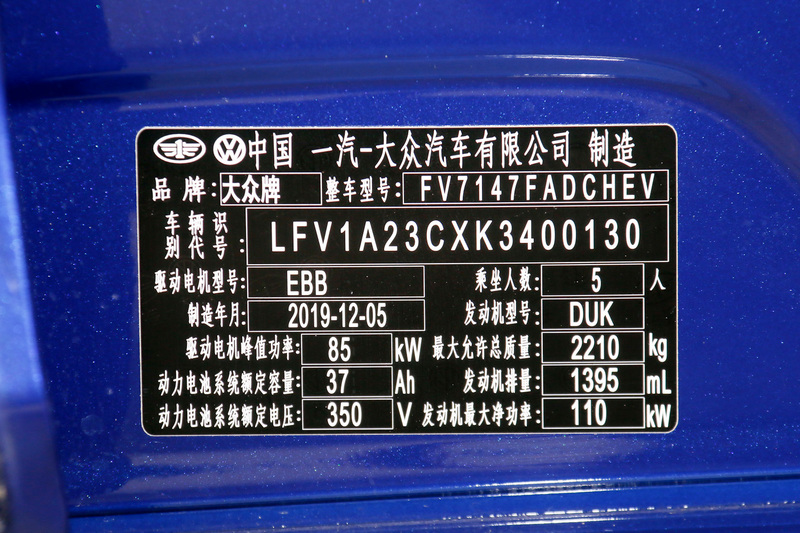 中国 一汽-大众汽车有限公司 制造
品牌: 大众牌 整车型号: FV7147FADCHEV
车辆识
别代号: LFV1A23CXK3400130
驱动电机型号: EBB 乘坐人数: 5 人
制造年月: 2019-12-05 发动机型号: DUK
驱动电机峰值功率: 85 kW 最大允许总质量: 2210 kg
动力电池系统额定容量: 37 Ah 发动机排量: 1395 mL
动力电池系统额定电压: 350 V 发动机最大净功率: 110 kW